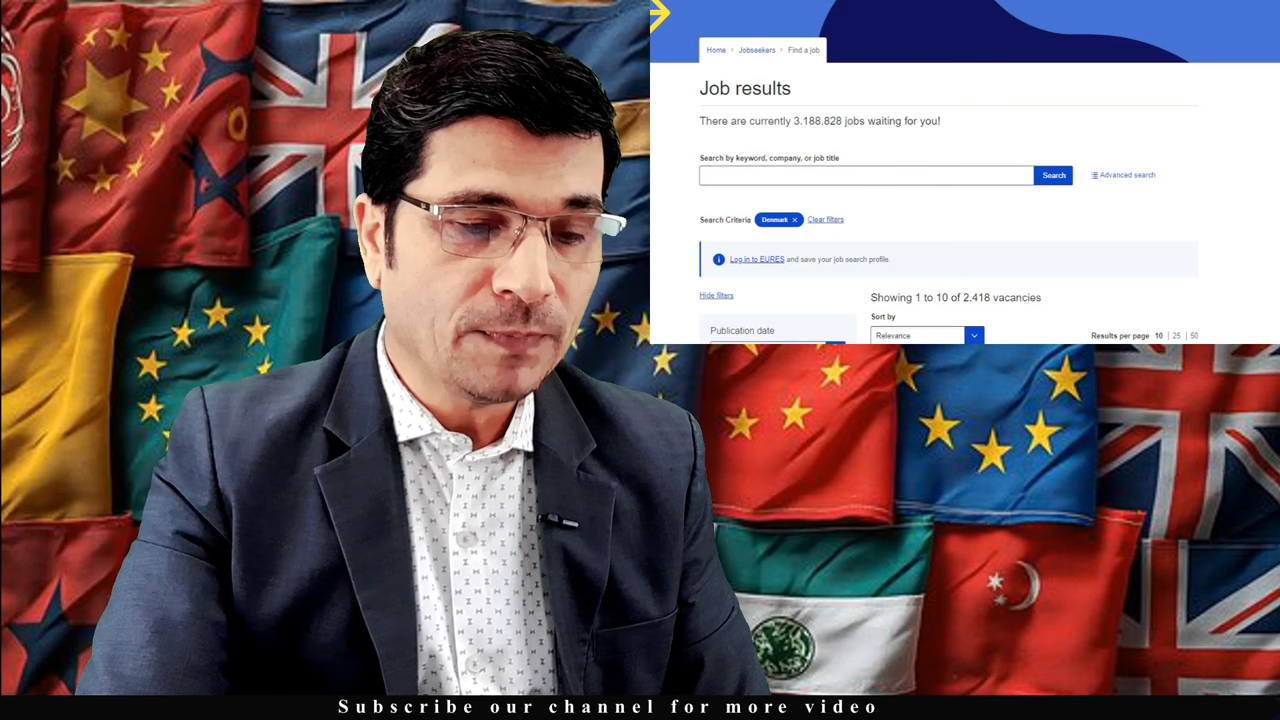 Home > Jobseekers > Find a job
Job results
There are currently 3.188.828 jobs waiting for you!
Search by keyword, company, or job title
Search
Advanced search
Search Criteria Denmark × Clear filters
i Log in to EURES and save your job search profile.
Hide filters
Showing 1 to 10 of 2.418 vacancies
Publication date
Sort by
Relevance
Results per page 10 | 25 | 50
Subscribe our channel for more video